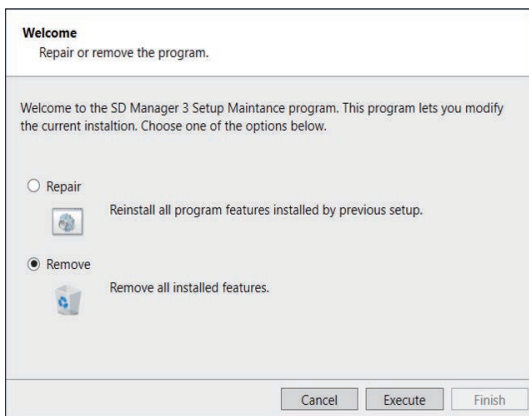 Welcome
Repair or remove the program.
Welcome to the SD Manager 3 Setup Maintance program. This program lets you modify
the current instaltion. Choose one of the options below.
Repair
Reinstall all program features installed by previous setup.
Remove
Remove all installed features.
Cancel Execute Finish